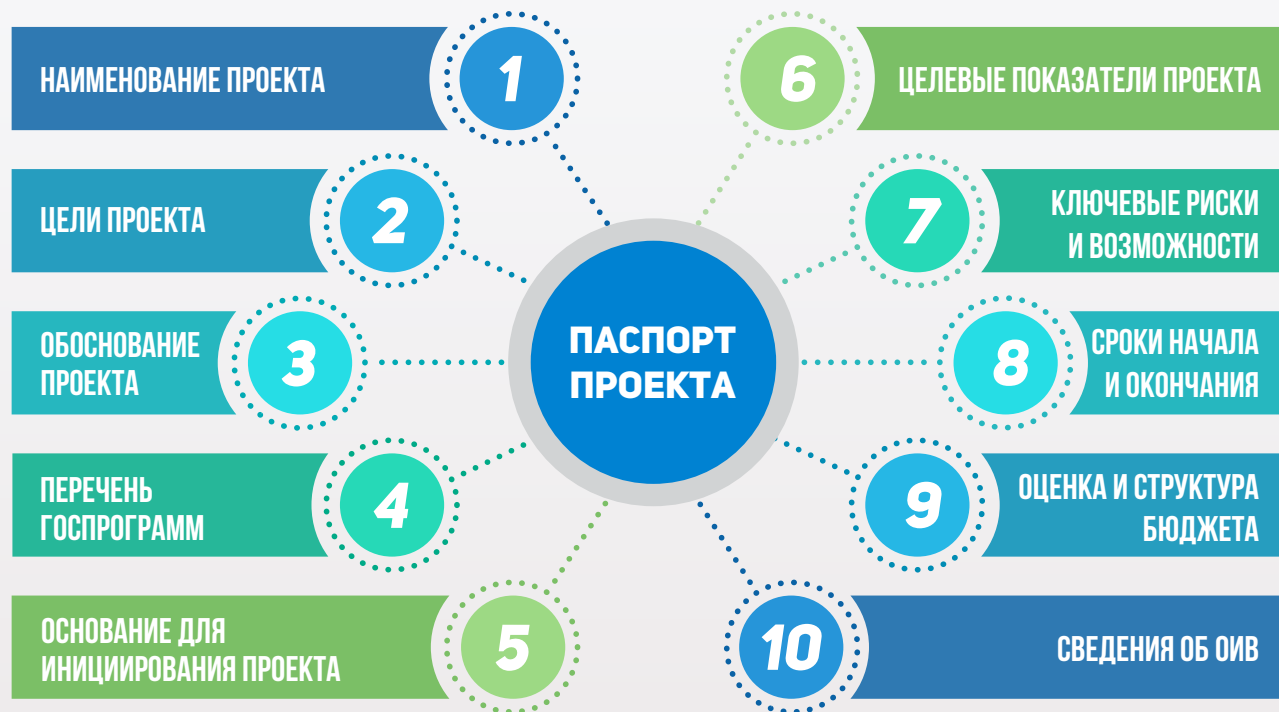 НАИМЕНОВАНИЕ ПРОЕКТА
1
ЦЕЛИ ПРОЕКТА
2
ОБОСНОВАНИЕ
ПРОЕКТА
3
ПЕРЕЧЕНЬ
ГОСПРОГРАММ
4
ОСНОВАНИЕ ДЛЯ
ИНИЦИИРОВАНИЯ ПРОЕКТА
5
ПАСПОРТ
ПРОЕКТА
6
ЦЕЛЕВЫЕ ПОКАЗАТЕЛИ ПРОЕКТА
7
КЛЮЧЕВЫЕ РИСКИ
И ВОЗМОЖНОСТИ
8
СРОКИ НАЧАЛА
И ОКОНЧАНИЯ
9
ОЦЕНКА И СТРУКТУРА
БЮДЖЕТА
10
СВЕДЕНИЯ ОБ ОИВ